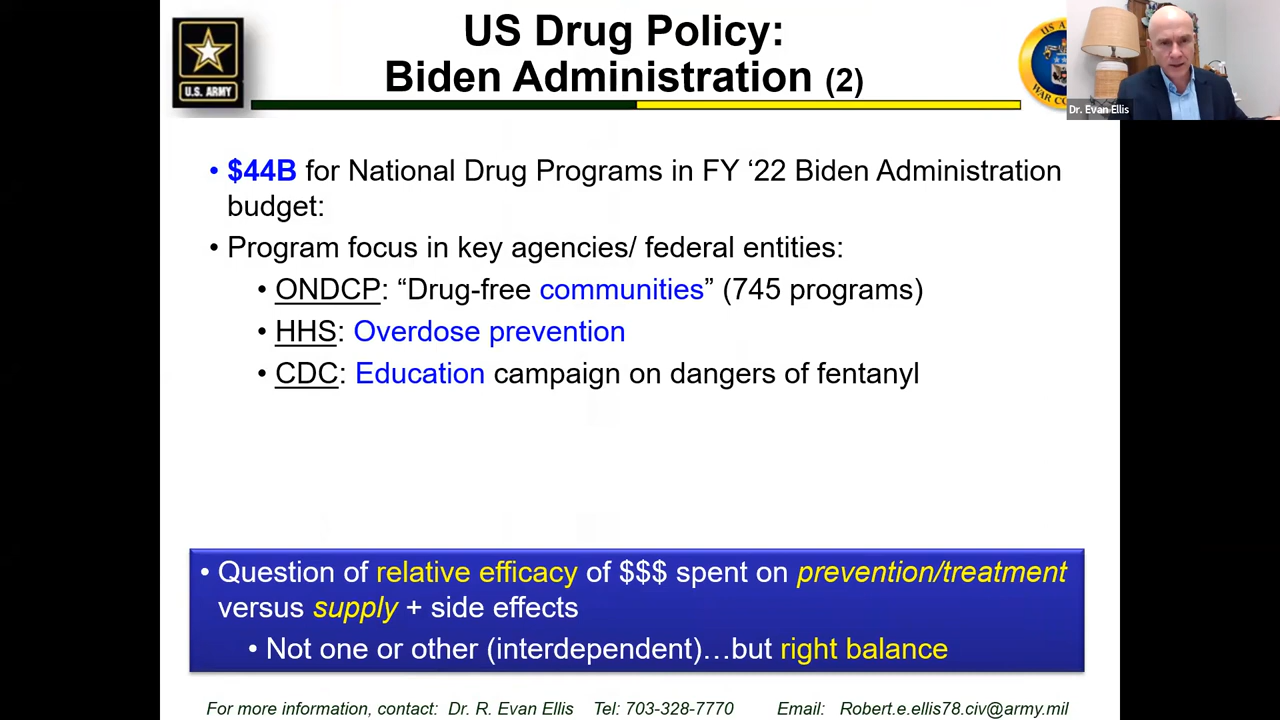 US Drug Policy:
Biden Administration (2)
U.S. ARMY
WAR CO
Dr. Evan Ellis
• $44B for National Drug Programs in FY ‘22 Biden Administration
budget:
• Program focus in key agencies/ federal entities:
• ONDCP: “Drug-free communities” (745 programs)
• HHS: Overdose prevention
• CDC: Education campaign on dangers of fentanyl
• Question of relative efficacy of $$$ spent on prevention/treatment
versus supply + side effects
• Not one or other (interdependent)…but right balance
For more information, contact: Dr. R. Evan Ellis Tel: 703-328-7770 Email: Robert.e.ellis78.civ@army.mil